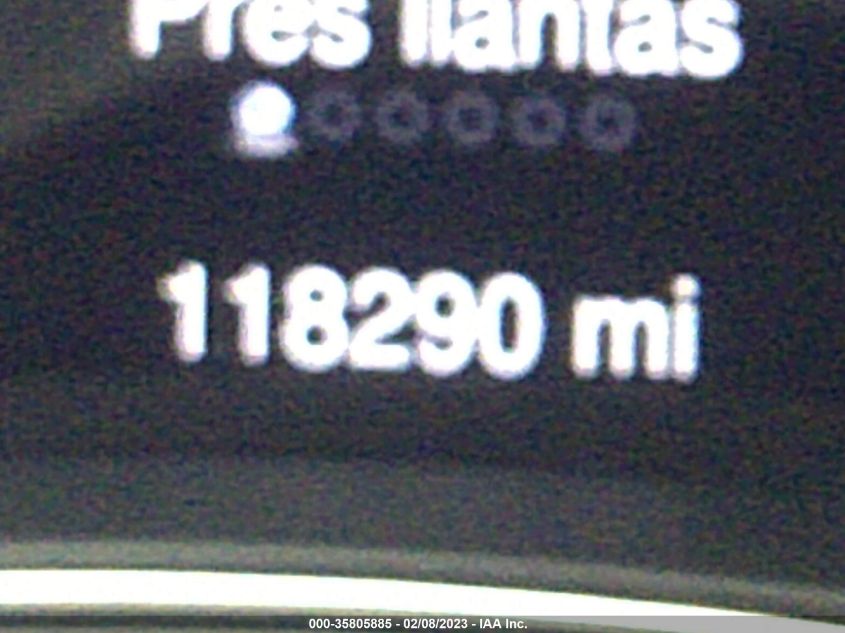 Pres llantas
118290 mi
000-35805885 - 02/08/2023 - IAA Inc.